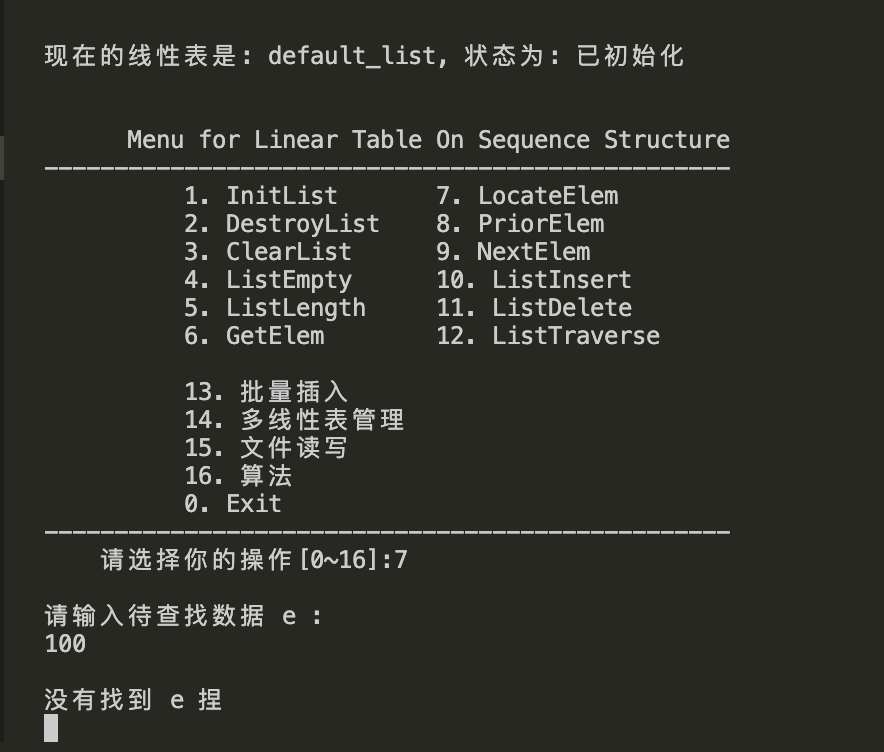 现在的线性表是: default_list, 状态为: 已初始化
Menu for Linear Table On Sequence Structure
-------------------------------------------------
1. InitList 7. LocateElem
2. DestroyList 8. PriorElem
3. ClearList 9. NextElem
4. ListEmpty 10. ListInsert
5. ListLength 11. ListDelete
6. GetElem 12. ListTraverse
13. 批量插入
14. 多线性表管理
15. 文件读写
16. 算法
0. Exit
-------------------------------------------------
请选择你的操作[0~16]:7
请输入待查找数据 e :
100
没有找到 e 捏